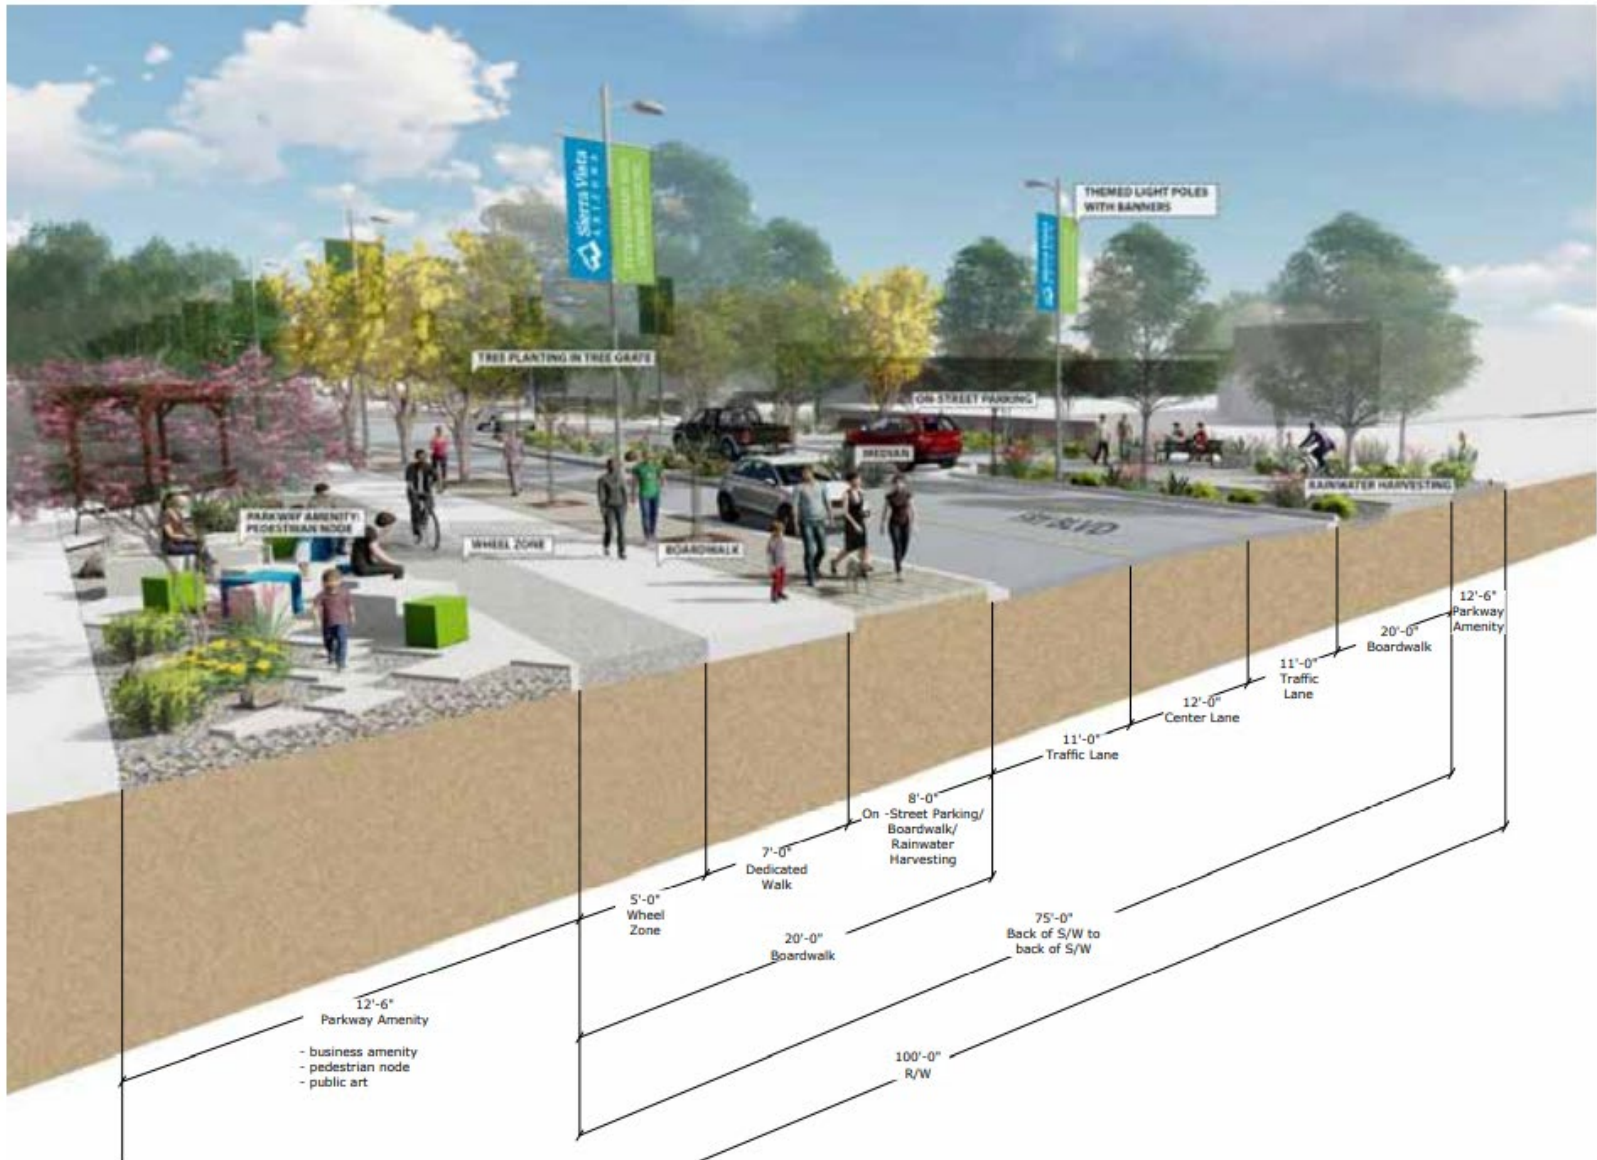 Sierra Vista
ARIZONA
THEMED LIGHT POLES
WITH BANNERS
TREE PLANTING IN TREE GRATE
ON-STREET PARKING
MEDIAN
RAINWATER HARVESTING
PARKWAY AMENITY:
PEDESTRIAN NODE
WHEEL ZONE
BOARDWALK
FRY BLVD
12'-6"
Parkway
Amenity
20'-0"
Boardwalk
11'-0"
Traffic
Lane
12'-0"
Center Lane
11'-0"
Traffic Lane
8'-0"
On -Street Parking/
Boardwalk/
Rainwater
Harvesting
7'-0"
Dedicated
Walk
5'-0"
Wheel
Zone
20'-0"
Boardwalk
75'-0"
Back of S/W to
back of S/W
12'-6"
Parkway Amenity
- business amenity
- pedestrian node
- public art
100'-0"
R/W